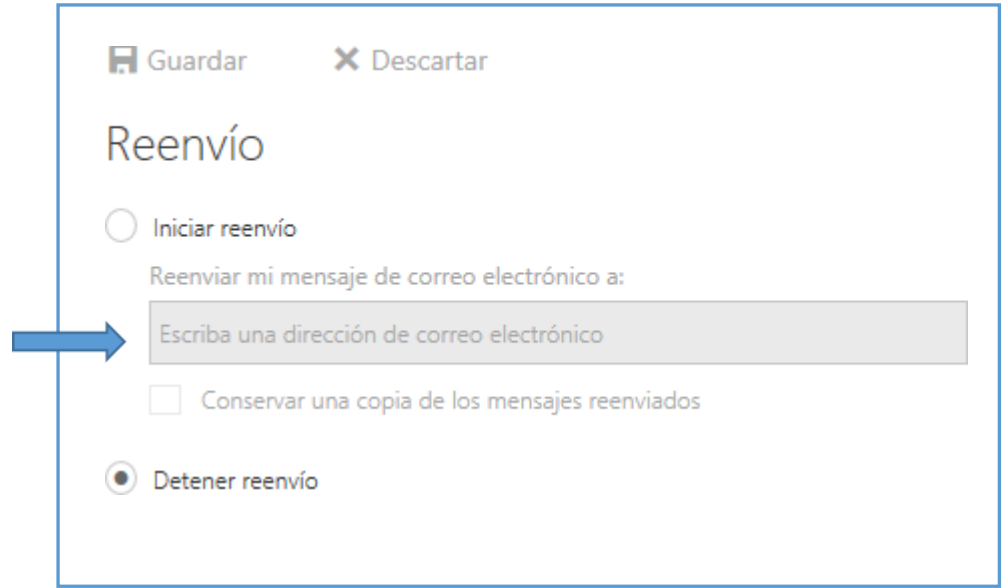 Guardar Descartar
Reenvío
Iniciar reenvío
Reenviar mi mensaje de correo electrónico a:
Escriba una dirección de correo electrónico
Conservar una copia de los mensajes reenviados
Detener reenvío